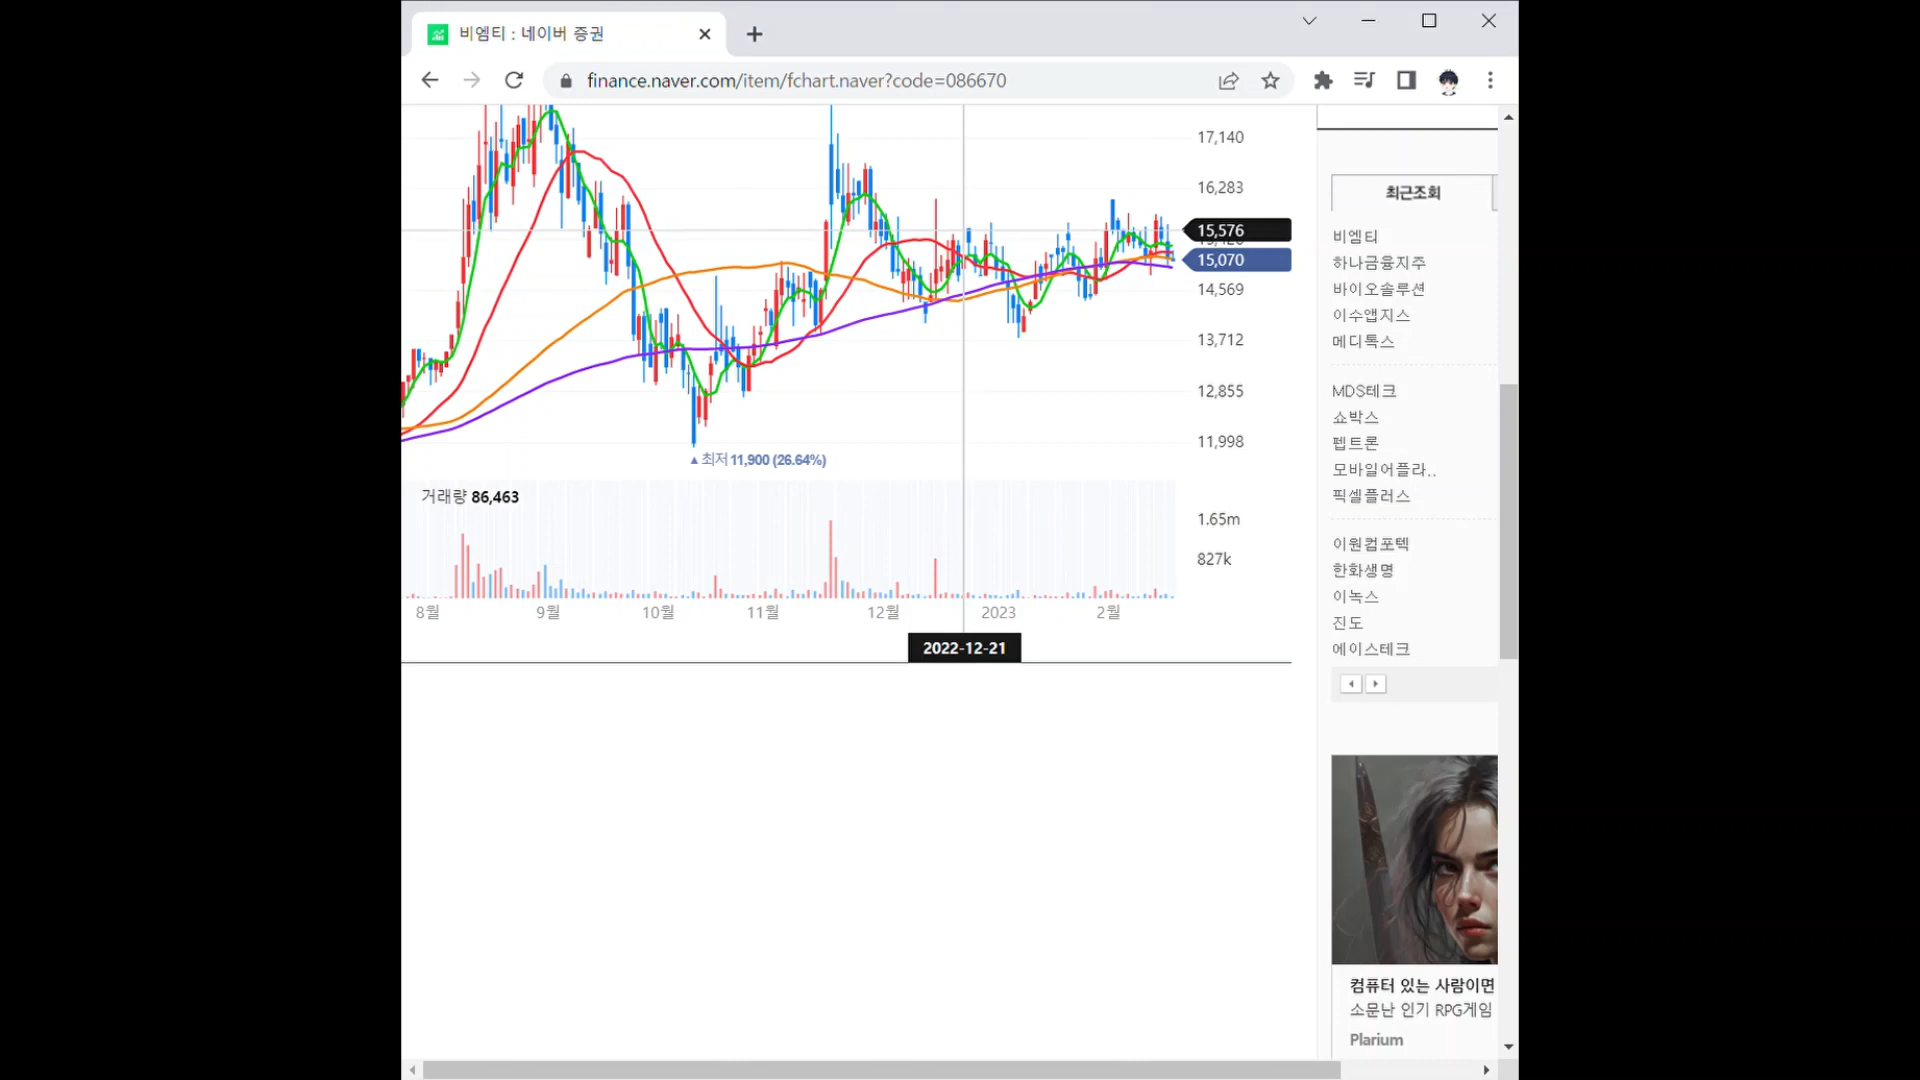 비엠티 : 네이버 증권
finance.naver.com/item/fchart.naver?code=086670
17,140
16,283
15,576
15,070
14,569
13,712
12,855
11,998
▲최저 11,900 (26.64%)
거래량 86,463
1.65m
827k
8월 9월 10월 11월 12월 2023 2월
2022-12-21
최근조회
비엠티
하나금융지주
바이오솔루션
이수앱지스
메디톡스
MDS테크
쇼박스
펩트론
모바일어플라..
픽셀플러스
이원컴포텍
한화생명
이녹스
진도
에이스테크
컴퓨터 있는 사람이면
소문난 인기 RPG게임
Plarium